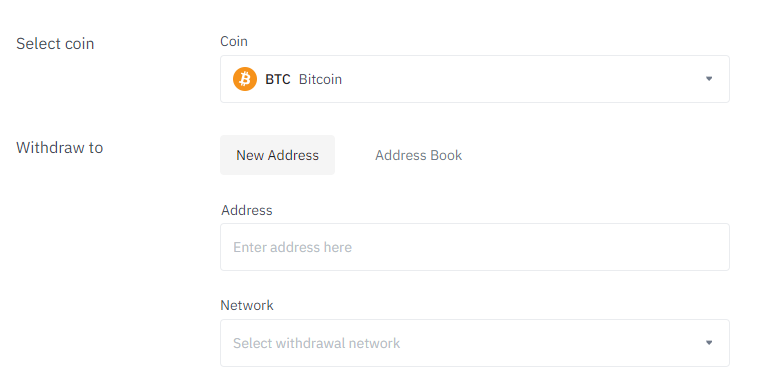 Select coin
Coin
BTC Bitcoin
Withdraw to
New Address Address Book
Address
Enter address here
Network
Select withdrawal network